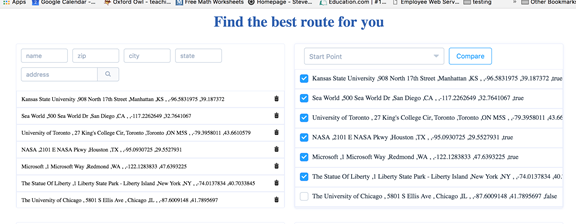 Apps Google Calendar -... Oxford Owl - teachi... Free Math Worksheets Homepage - Steve... Education.com | #1... Employee Web Serv... testing » Other Bookmarks
Find the best route for you
name zip city state
address
Kansas State University ,908 North 17th Street ,Manhattan ,KS , ,-96.5831975 ,39.187372
Sea World ,500 Sea World Dr ,San Diego ,CA , ,-117.2262649 ,32.7641067
University of Toronto , 27 King's College Cir, Toronto ,Toronto ,ON M5S , ,-79.3958011 ,43.6610579
NASA ,2101 E NASA Pkwy ,Houston ,TX , ,-95.0930725 ,29.5527931
Microsoft ,1 Microsoft Way ,Redmond ,WA , ,-122.1283833 ,47.6393225
The Statue Of Liberty ,1 Liberty State Park - Liberty Island ,New York ,NY , ,-74.0137834 ,40.7033845
The University of Chicago , 5801 S Ellis Ave , Chicago ,IL , ,-87.6009148 ,41.7895697
Start Point Compare
Kansas State University ,908 North 17th Street ,Manhattan ,KS , ,-96.5831975 ,39.187372 ,true
Sea World ,500 Sea World Dr ,San Diego ,CA , ,-117.2262649 ,32.7641067 ,true
University of Toronto , 27 King's College Cir, Toronto ,Toronto ,ON M5S , ,-79.3958011 ,43.66
NASA ,2101 E NASA Pkwy ,Houston ,TX , ,-95.0930725 ,29.5527931 ,true
Microsoft ,1 Microsoft Way ,Redmond ,WA , ,-122.1283833 ,47.6393225 ,true
The Statue Of Liberty ,1 Liberty State Park - Liberty Island ,New York ,NY , ,-74.0137834 ,40.
The University of Chicago , 5801 S Ellis Ave , Chicago ,IL , ,-87.6009148 ,41.7895697 ,false